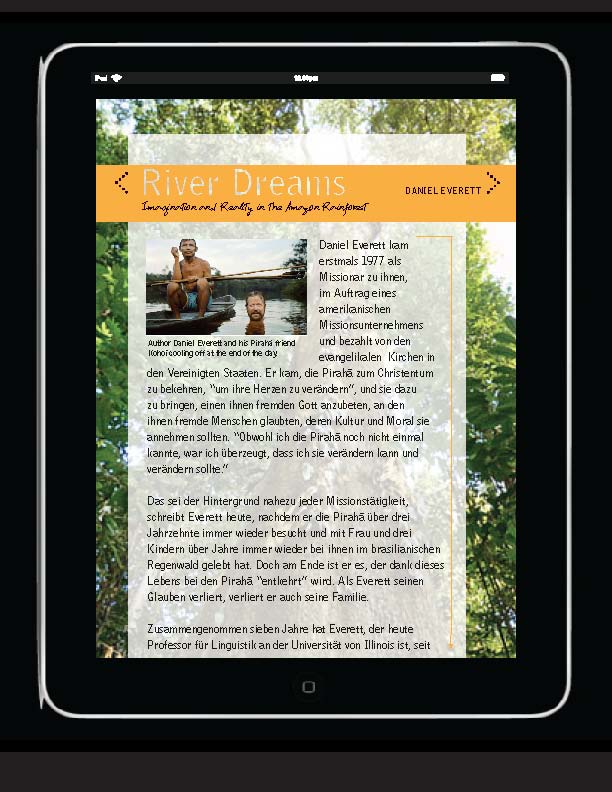 iPad
River Dreams
DANIEL EVERETT
Imagination and Reality in The Amazon Rainforest
Author Daniel Everett and his Pirahã friend
Kohoi cooling off at the end of the day.
Daniel Everett kam
erstmals 1977 als
Missionar zu ihnen,
im Auftrag eines
amerikanischen
Missionsunternehmens
und bezahlt von den
evangelikalen Kirchen in
den Vereinigten Staaten. Er kam, die Pirahã zum Christentum
zu bekehren, “um ihre Herzen zu verändern”, und sie dazu
zu bringen, einen ihnen fremden Gott anzubeten, an den
ihnen fremde Menschen glaubten, deren Kultur und Moral sie
annehmen sollten. “Obwohl ich die Pirahã noch nicht einmal
kannte, war ich überzeugt, dass ich sie verändern kann und
verändern sollte.”
Das sei der Hintergrund nahezu jeder Missionstätigkeit,
schreibt Everett heute, nachdem er die Pirahã über drei
Jahrzehnte immer wieder besucht und mit Frau und drei
Kindern über Jahre immer wieder bei ihnen im brasilianischen
Regenwald gelebt hat. Doch am Ende ist er es, der dank dieses
Lebens bei den Pirahã “entkehrt” wird. Als Everett seinen
Glauben verliert, verliert er auch seine Familie.
Zusammengenommen sieben Jahre hat Everett, der heute
Professor für Linguistik an der Universität von Illinois ist, seit